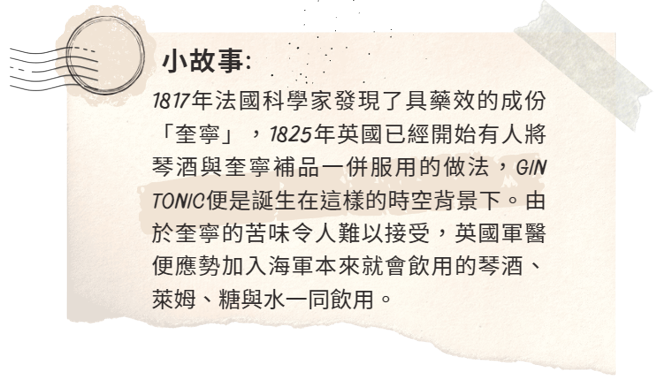 小故事:
1817年法國科學家發現了具藥效的成份
「奎寧」，1825年英國已經開始有人將
琴酒與奎寧補品一併服用的做法，GIN
TONIC便是誕生在這樣的時空背景下。由
於奎寧的苦味令人難以接受，英國軍醫
便應勢加入海軍本來就會飲用的琴酒、
萊姆、糖與水一同飲用。